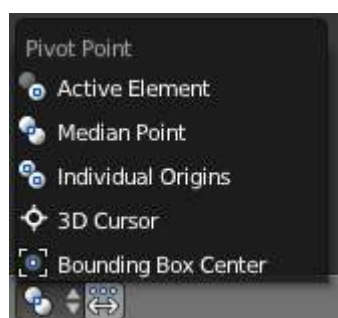 Pivot Point
Active Element
Median Point
Individual Origins
3D Cursor
Bounding Box Center